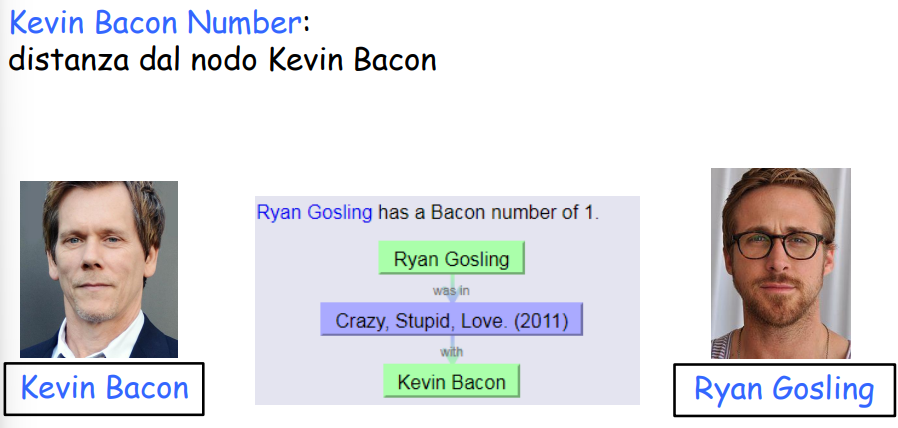 Kevin Bacon Number:
distanza dal nodo Kevin Bacon
Ryan Gosling has a Bacon number of 1.
Ryan Gosling
was in
Crazy, Stupid, Love. (2011)
with
Kevin Bacon
Kevin Bacon
Ryan Gosling